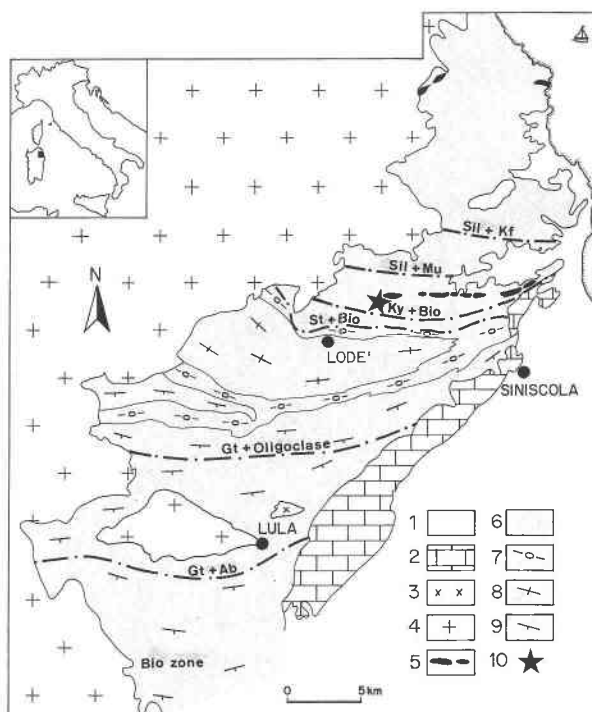 Sil + Kf
Sil + Mu
N
Ky + Bio
St + Bio
LODE'
SINISCOLA
Gt + Oligoclase
LULA
Gt + Ab
Bio zone
0 5km
1 6
2 7
3 8
4 9
5 10